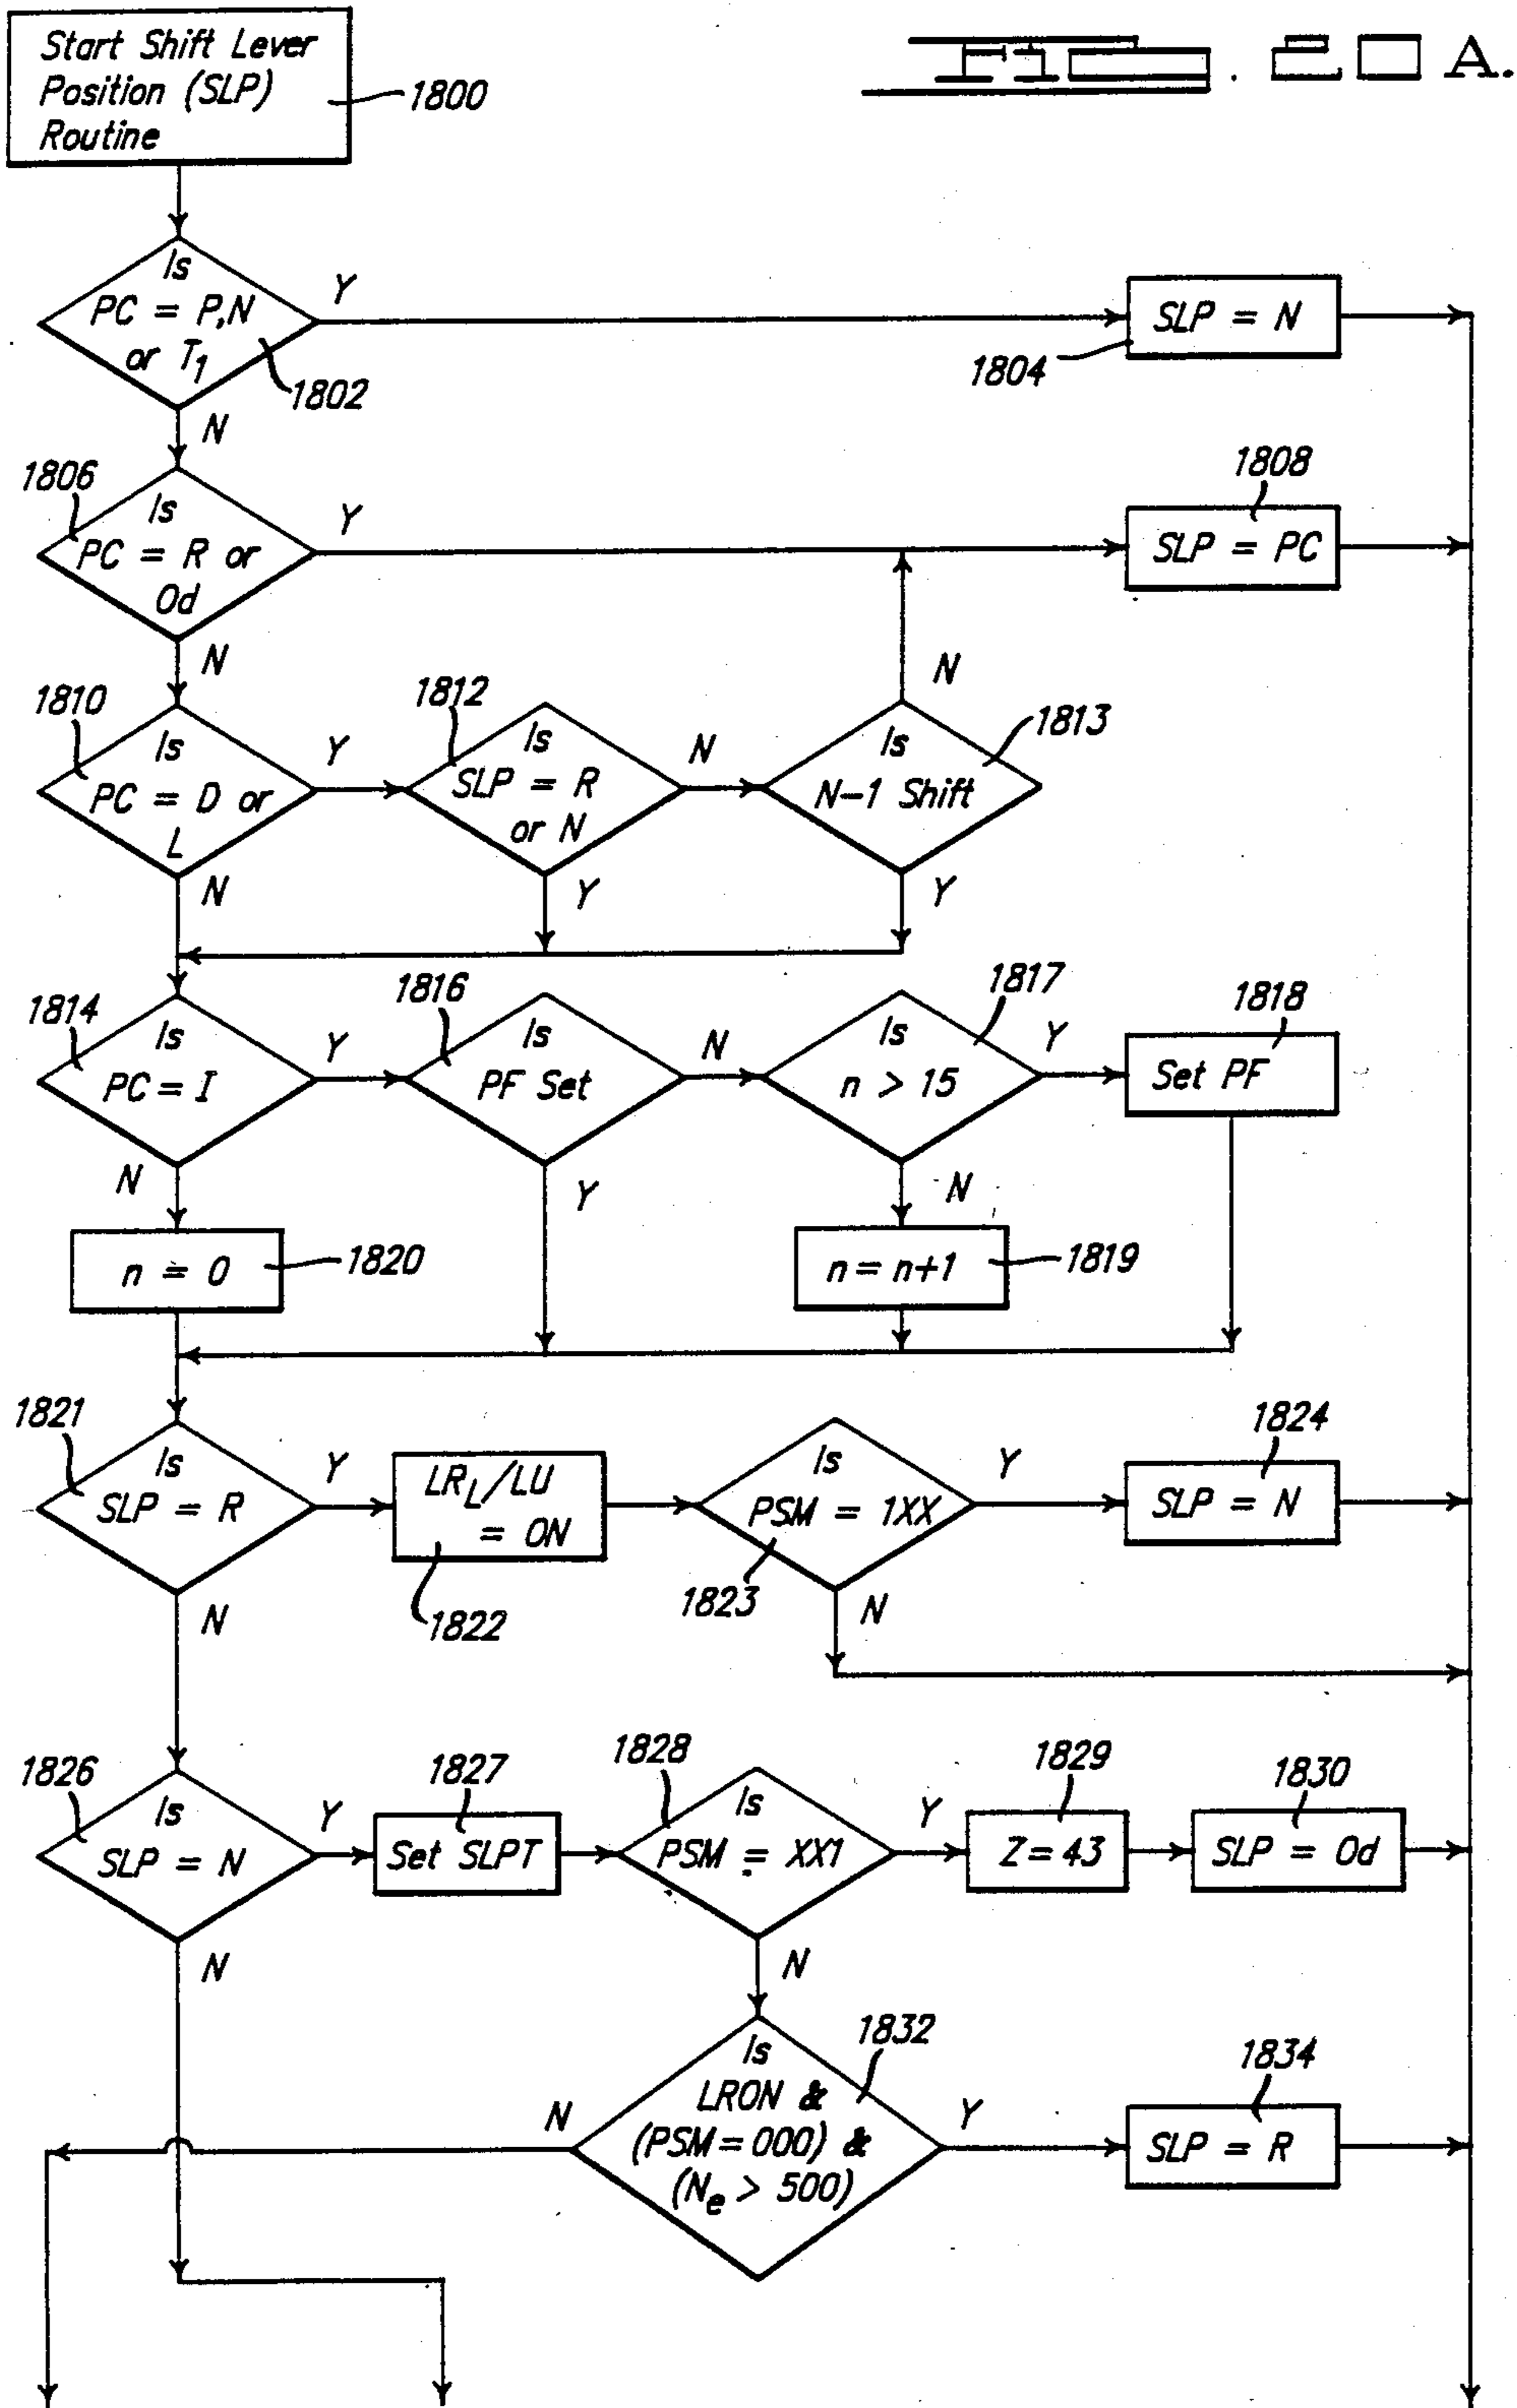 Start Shift Lever
Position (SLP)
Routine
1800
FIG. 20 A.
Is
PC = P,N
or T1
1802
Y
N
SLP = N
1804
1806
Is
PC = R or
Od
Y
N
1808
SLP = PC
1810
Is
PC = D or
L
Y
N
1812
Is
SLP = R
or N
N
Y
1813
Is
N-1 Shift
N
Y
1814
Is
PC = I
Y
N
1816
Is
PF Set
N
Y
1817
Is
n > 15
Y
N
1818
Set PF
n = 0
1820
n = n+1
1819
1821
Is
SLP = R
Y
N
LRL/LU
= ON
1822
Is
PSM = 1XX
1823
Y
N
1824
SLP = N
1826
Is
SLP = N
Y
N
1827
Set SLPT
1828
Is
PSM = XX1
Y
N
1829
Z = 43
1830
SLP = Od
1832
Is
LRON &
(PSM = 000) &
(Ne > 500)
N
Y
1834
SLP = R